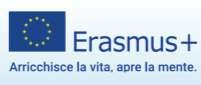 Erasmus+
Arricchisce la vita, apre la mente.